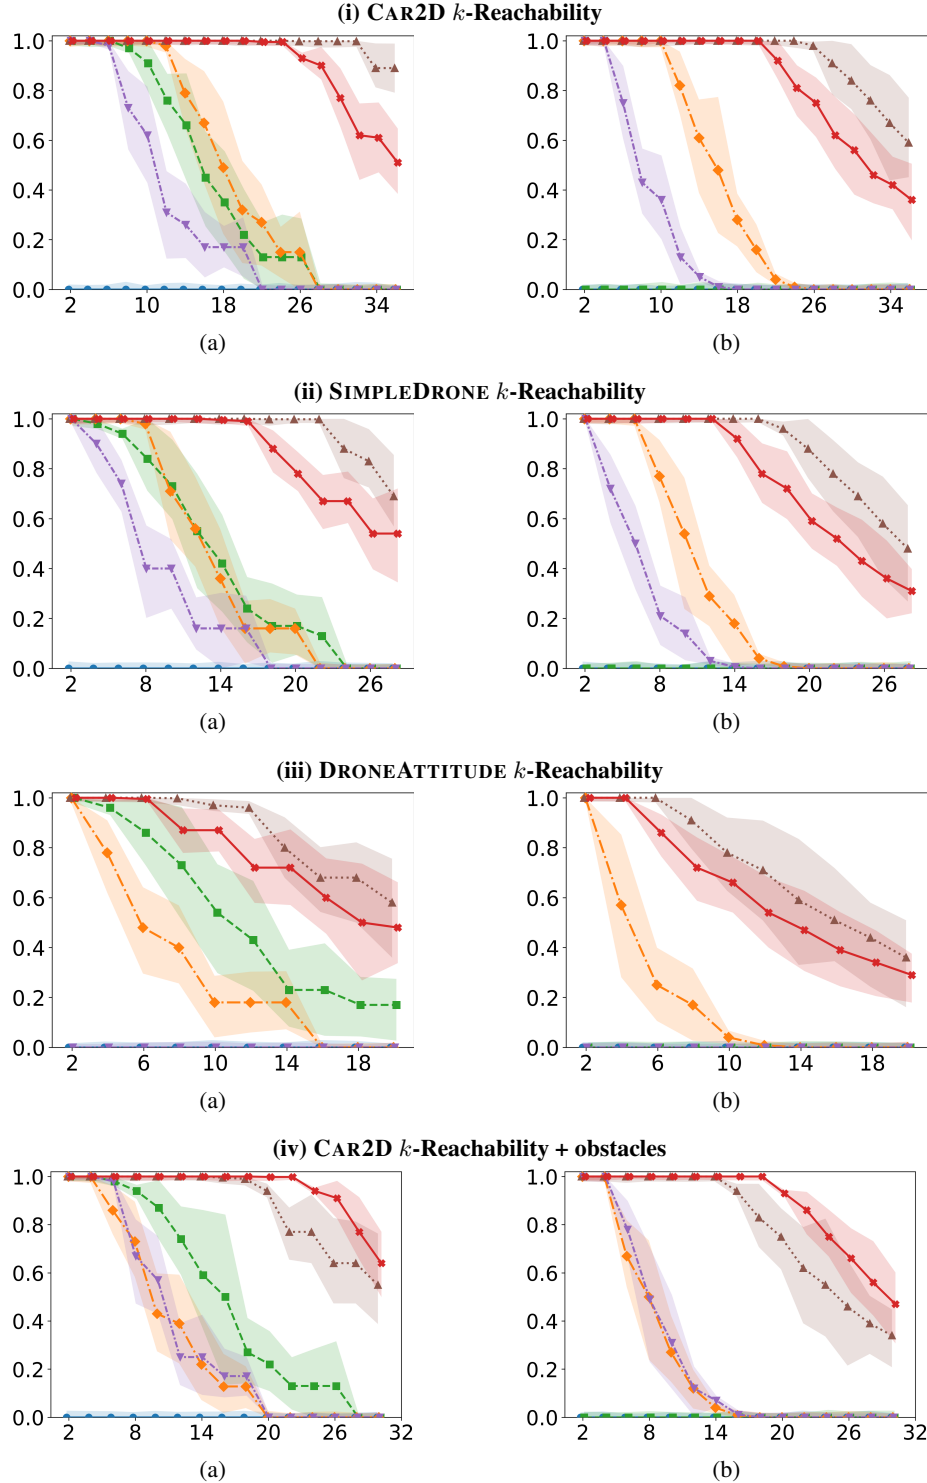 (i) CAR2D k-Reachability
1.0 1.0
0.8 0.8
0.6 0.6
0.4 0.4
0.2 0.2
0.0 0.0
2 10 18 26 34 2 10 18 26 34
(a) (b)
(ii) SIMPLEDRONE k-Reachability
1.0 1.0
0.8 0.8
0.6 0.6
0.4 0.4
0.2 0.2
0.0 0.0
2 8 14 20 26 2 8 14 20 26
(a) (b)
(iii) DRONEATTITUDE k-Reachability
1.0 1.0
0.8 0.8
0.6 0.6
0.4 0.4
0.2 0.2
0.0 0.0
2 6 10 14 18 2 6 10 14 18
(a) (b)
(iv) CAR2D k-Reachability + obstacles
1.0 1.0
0.8 0.8
0.6 0.6
0.4 0.4
0.2 0.2
0.0 0.0
2 8 14 20 26 32 2 8 14 20 26 32
(a) (b)